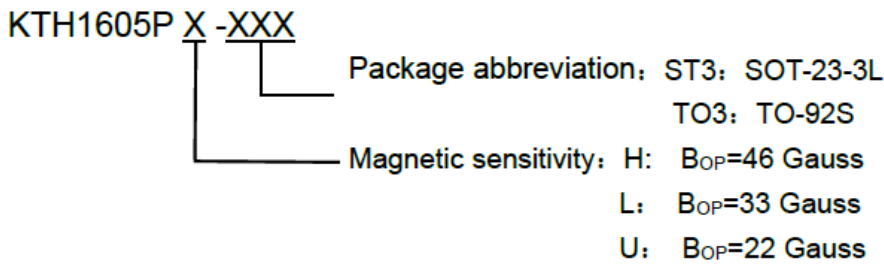 KTH1605P X -XXX
Package abbreviation：ST3：SOT-23-3L
TO3：TO-92S
Magnetic sensitivity：H: BOP=46 Gauss
L： BOP=33 Gauss
U： BOP=22 Gauss